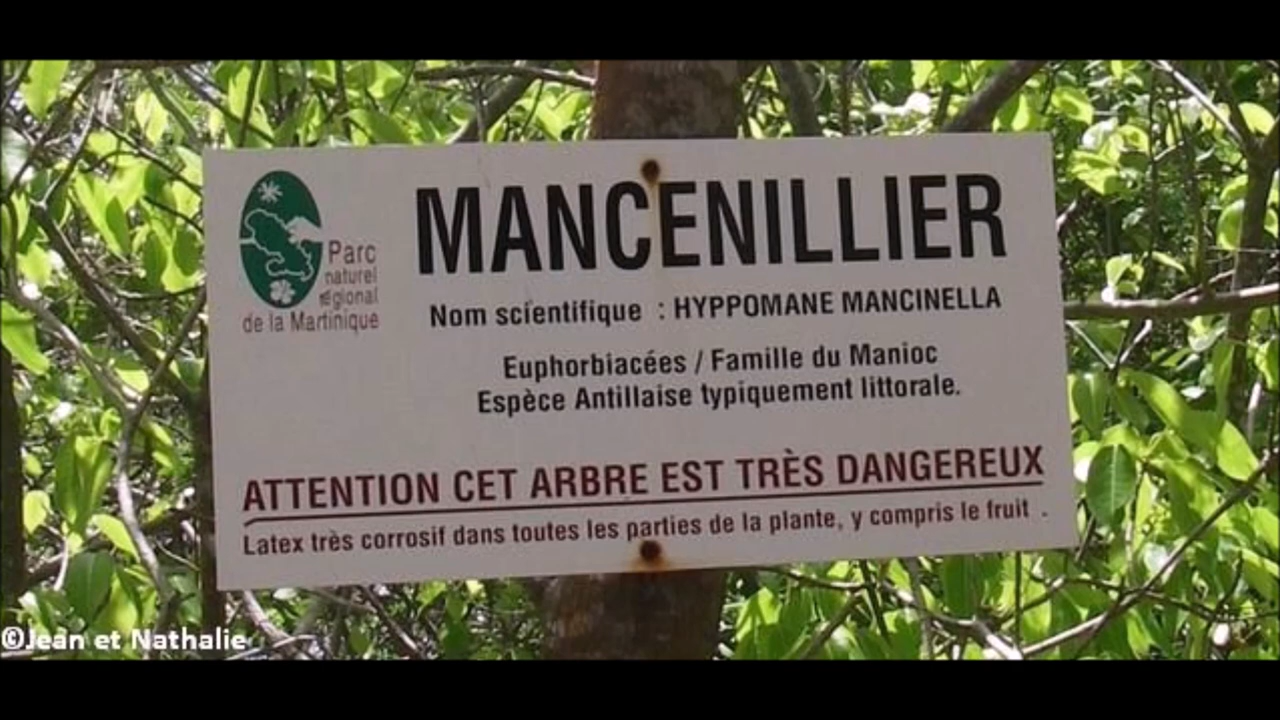 Parc
naturel
régional
de la Martinique
MANCENILLIER
Nom scientifique : HYPPOMANE MANCINELLA
Euphorbiacées / Famille du Manioc
Espèce Antillaise typiquement littorale.
ATTENTION CET ARBRE EST TRÈS DANGEREUX
Latex très corrosif dans toutes les parties de la plante, y compris le fruit .
©Jean et Nathalie